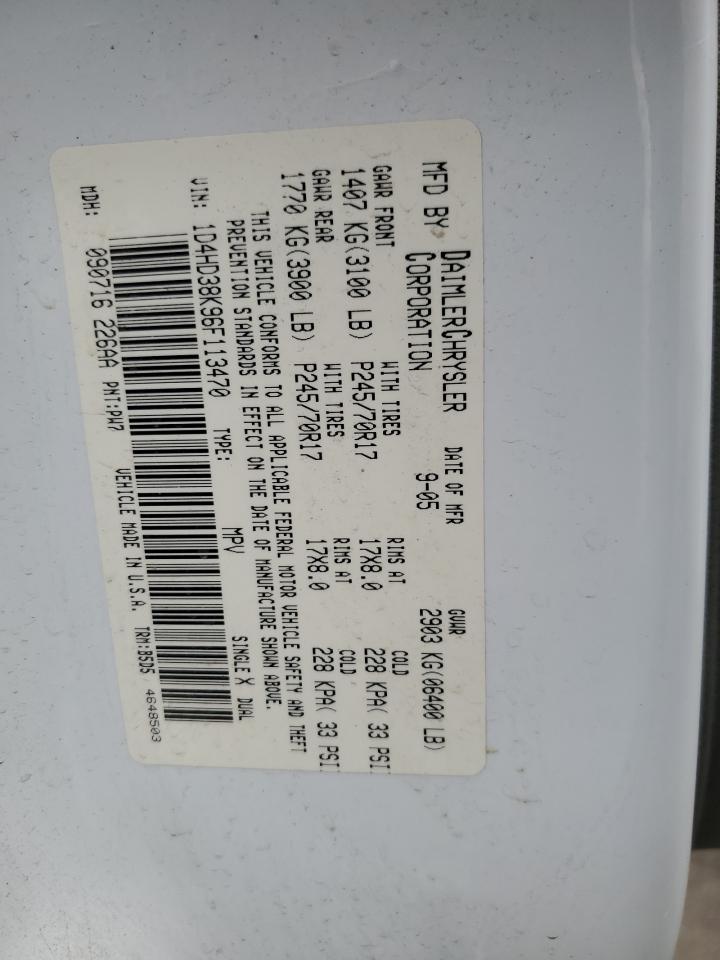 MFD BY DAIMLERCHRYSLER CORPORATION DATE OF MFR 9-05 GVWR 2903 KG(06400 LB)
GAWR FRONT WITH TIRES RIMS AT COLD
1407 KG(3100 LB) P245/70R17 17X8.0 228 KPA( 33 PSI
GAWR REAR WITH TIRES RIMS AT COLD
1770 KG(3900 LB) P245/70R17 17X8.0 228 KPA( 33 PSI
THIS VEHICLE CONFORMS TO ALL APPLICABLE FEDERAL MOTOR VEHICLE SAFETY AND THEFT
PREVENTION STANDARDS IN EFFECT ON THE DATE OF MANUFACTURE SHOWN ABOVE.
VIN: 1D4HD38K96F113470 TYPE: MPV SINGLE X DUAL
MDH: 090716 226AA PNT:PW7 VEHICLE MADE IN U.S.A. TRM:BSD5 4648503